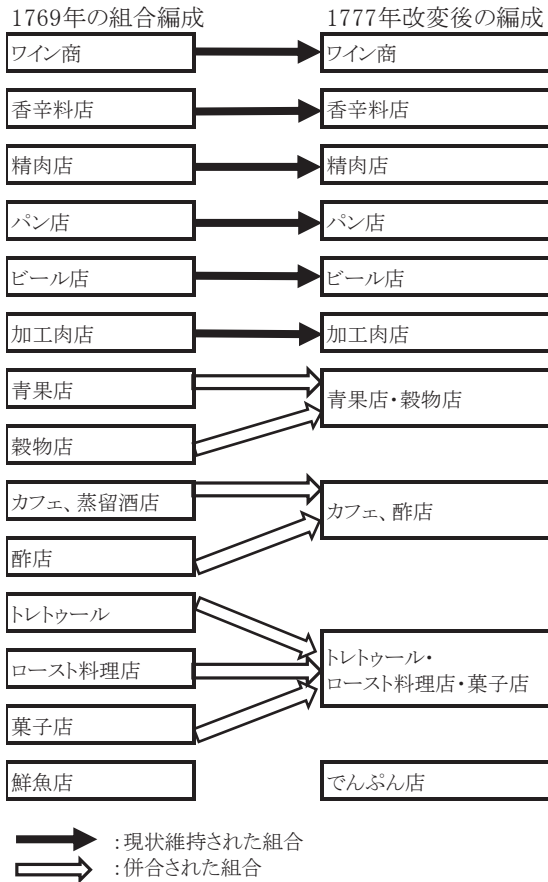 1769年の組合編成 1777年改変後の編成
ワイン商 ワイン商
香辛料店 香辛料店
精肉店 精肉店
パン店 パン店
ビール店 ビール店
加工肉店 加工肉店
青果店
青果店・穀物店
穀物店
カフェ、蒸留酒店
カフェ、酢店
酢店
トレトゥール
トレトゥール・
ロースト料理店
ロースト料理店・菓子店
菓子店
鮮魚店 でんぷん店
：現状維持された組合
：併合された組合